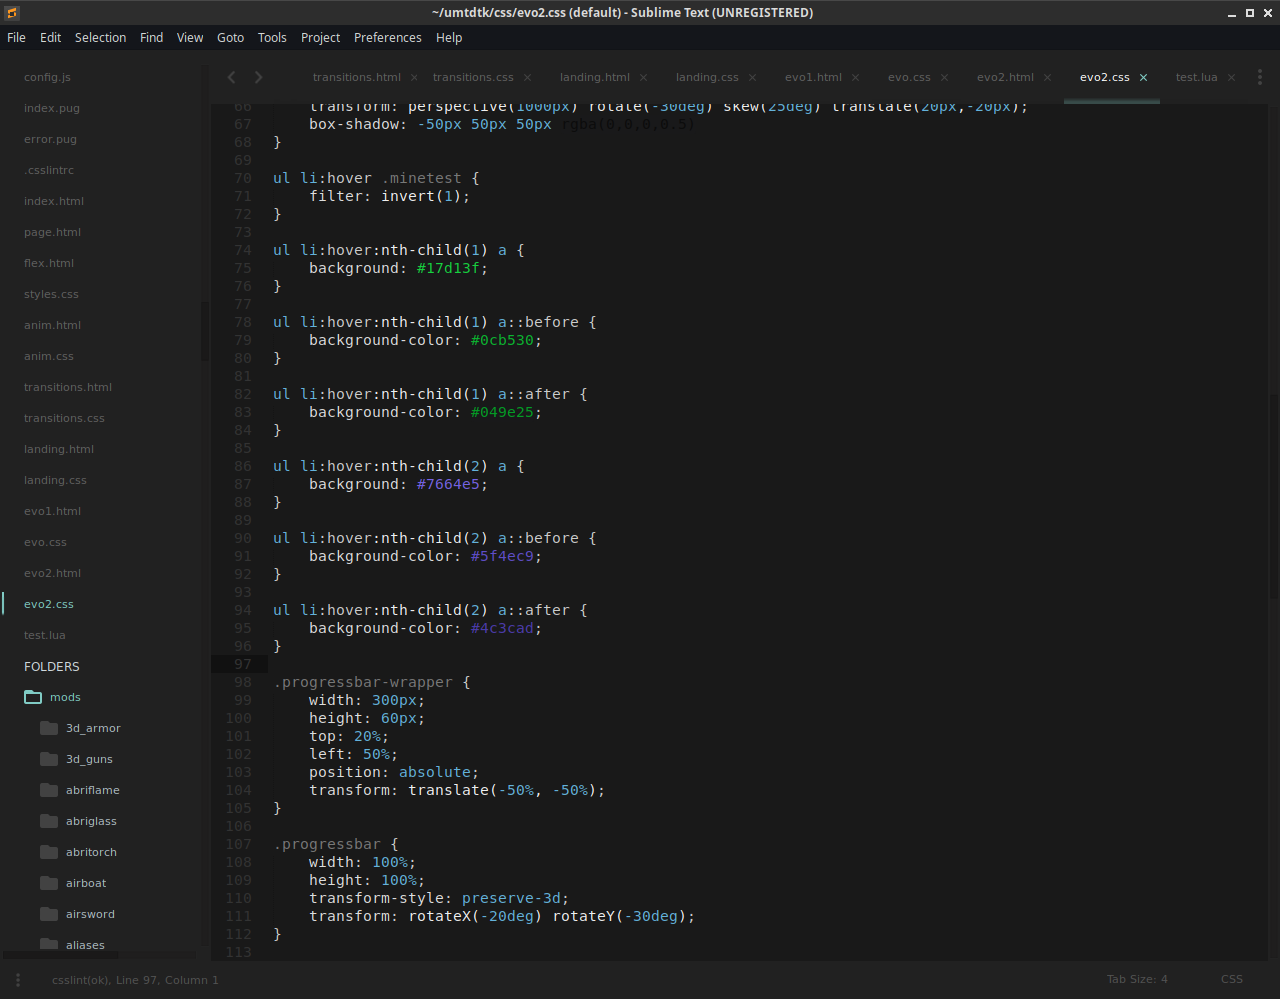 ~/umtdtk/css/evo2.css (default) - Sublime Text (UNREGISTERED)
File Edit Selection Find View Goto Tools Project Preferences Help
config.js
index.pug
error.pug
.csslintrc
index.html
page.html
flex.html
styles.css
anim.html
anim.css
transitions.html
transitions.css
landing.html
landing.css
evo1.html
evo.css
evo2.html
evo2.css
test.lua
FOLDERS
mods
3d_armor
3d_guns
abriflame
abriglass
abritorch
airboat
airsword
aliases
transitions.html × transitions.css × landing.html × landing.css × evo1.html × evo.css × evo2.html × evo2.css × test.lua ×
66 transform: perspective(1000px) rotate(-30deg) skew(25deg) translate(20px,-20px);
67 box-shadow: -50px 50px 50px rgba(0,0,0,0.5)
68 }
69
70 ul li:hover .minetest {
71 filter: invert(1);
72 }
73
74 ul li:hover:nth-child(1) a {
75 background: #17d13f;
76 }
77
78 ul li:hover:nth-child(1) a::before {
79 background-color: #0cb530;
80 }
81
82 ul li:hover:nth-child(1) a::after {
83 background-color: #049e25;
84 }
85
86 ul li:hover:nth-child(2) a {
87 background: #7664e5;
88 }
89
90 ul li:hover:nth-child(2) a::before {
91 background-color: #5f4ec9;
92 }
93
94 ul li:hover:nth-child(2) a::after {
95 background-color: #4c3cad;
96 }
97
98 .progressbar-wrapper {
99 width: 300px;
100 height: 60px;
101 top: 20%;
102 left: 50%;
103 position: absolute;
104 transform: translate(-50%, -50%);
105 }
106
107 .progressbar {
108 width: 100%;
109 height: 100%;
110 transform-style: preserve-3d;
111 transform: rotateX(-20deg) rotateY(-30deg);
112 }
113
csslint(ok), Line 97, Column 1 Tab Size: 4 CSS